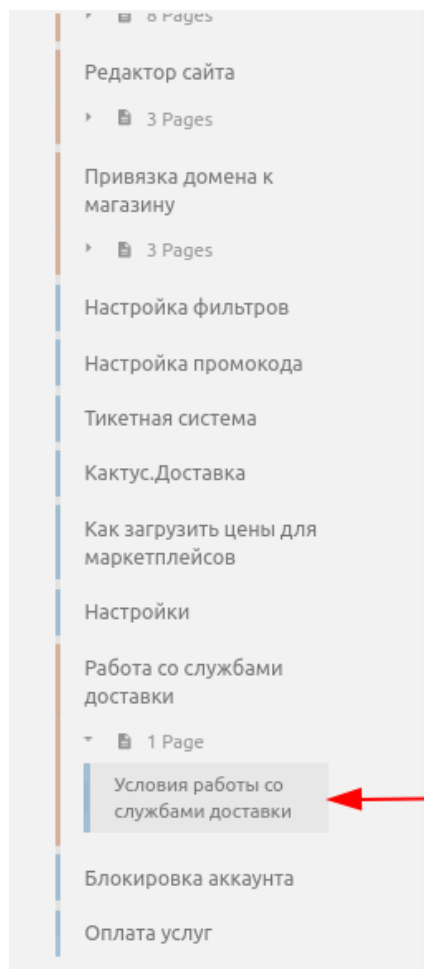 8 Pages
Редактор сайта
3 Pages
Привязка домена к
магазину
3 Pages
Настройка фильтров
Настройка промокода
Тикетная система
Кактус.Доставка
Как загрузить цены для
маркетплейсов
Настройки
Работа со службами
доставки
1 Page
Условия работы со
службами доставки
Блокировка аккаунта
Оплата услуг